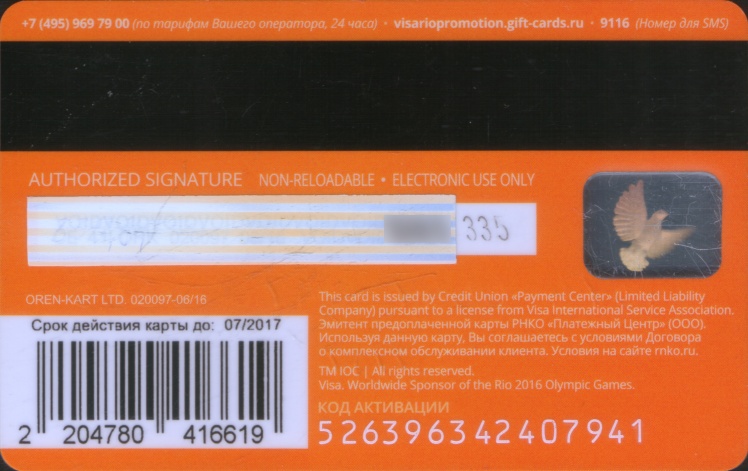 +7 (495) 969 79 00 (по тарифам Вашего оператора, 24 часа) · visariopromotion.gift-cards.ru · 9116 (Номер для SMS)
AUTHORIZED SIGNATURE NON-RELOADABLE • ELECTRONIC USE ONLY
335
OREN-KART LTD. 020097-06/16
Срок действия карты до: 07/2017
2 204780 416619
This card is issued by Credit Union «Payment Center» (Limited Liability
Company) pursuant to a license from Visa International Service Association.
Эмитент предоплаченной карты РНКО «Платежный Центр» (ООО).
Используя данную карту, Вы соглашаетесь с условиями Договора
о комплексном обслуживании клиента. Условия на сайте rnko.ru.
TM IOC | All rights reserved.
Visa. Worldwide Sponsor of the Rio 2016 Olympic Games.
КОД АКТИВАЦИИ
526396342407941